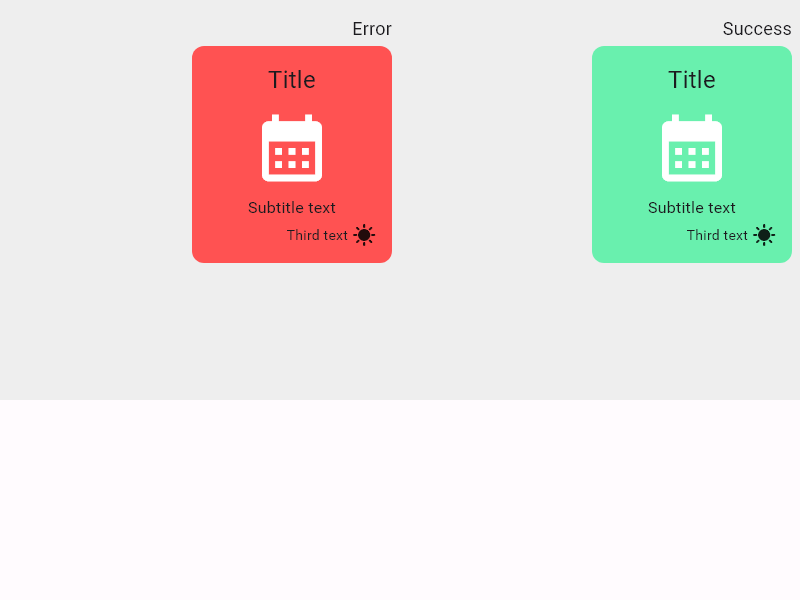 Error
Title
Subtitle text
Third text
Success
Title
Subtitle text
Third text